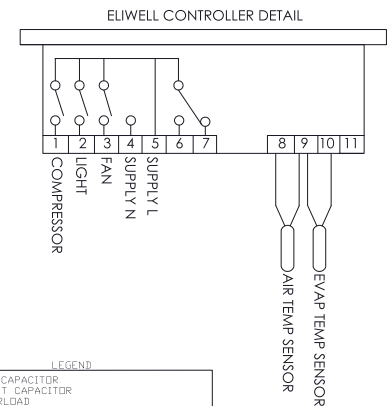 ELIWELL CONTROLLER DETAIL
1 2 3 4 5 6 7 8 9 10 11
COMPRESSOR
LIGHT
FAN
SUPPLY N
SUPPLY L
AIR TEMP SENSOR
EVAP TEMP SENSOR
LEGEND
CAPACITOR
T CAPACITOR
RLOAD